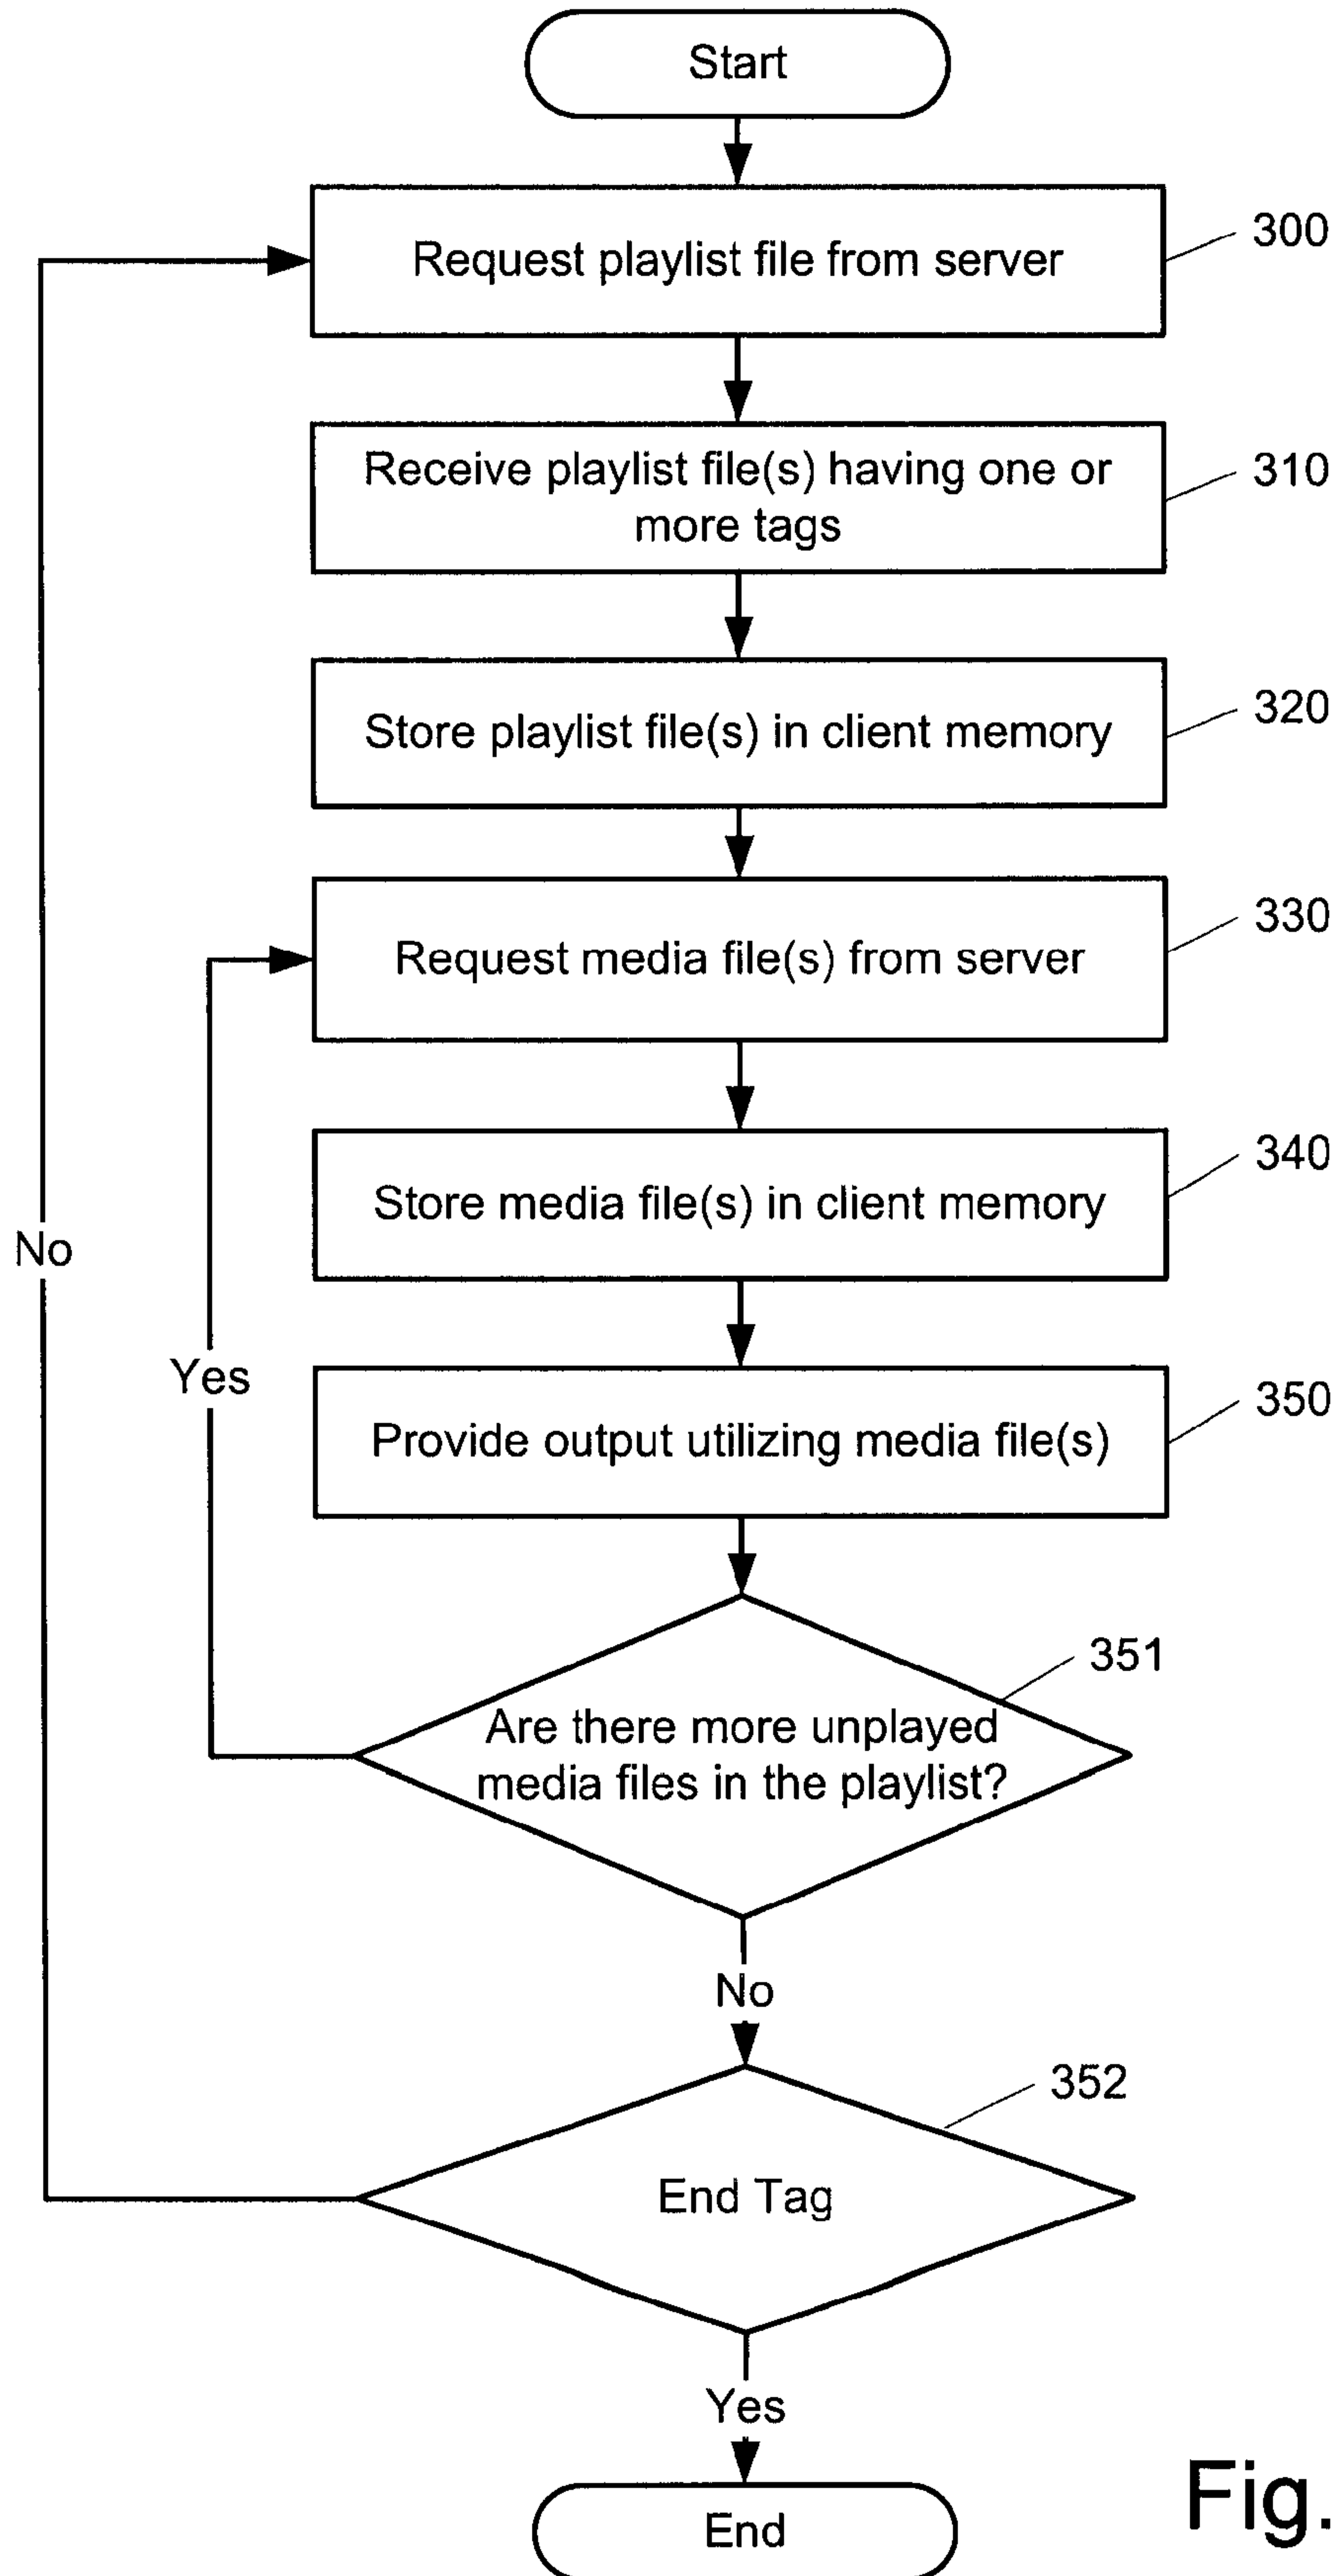 Start
Request playlist file from server
300
Receive playlist file(s) having one or
more tags
310
Store playlist file(s) in client memory
320
Request media file(s) from server
330
Store media file(s) in client memory
340
No
Yes
Provide output utilizing media file(s)
350
351
Are there more unplayed
media files in the playlist?
No
352
End Tag
Yes
End
Fig.